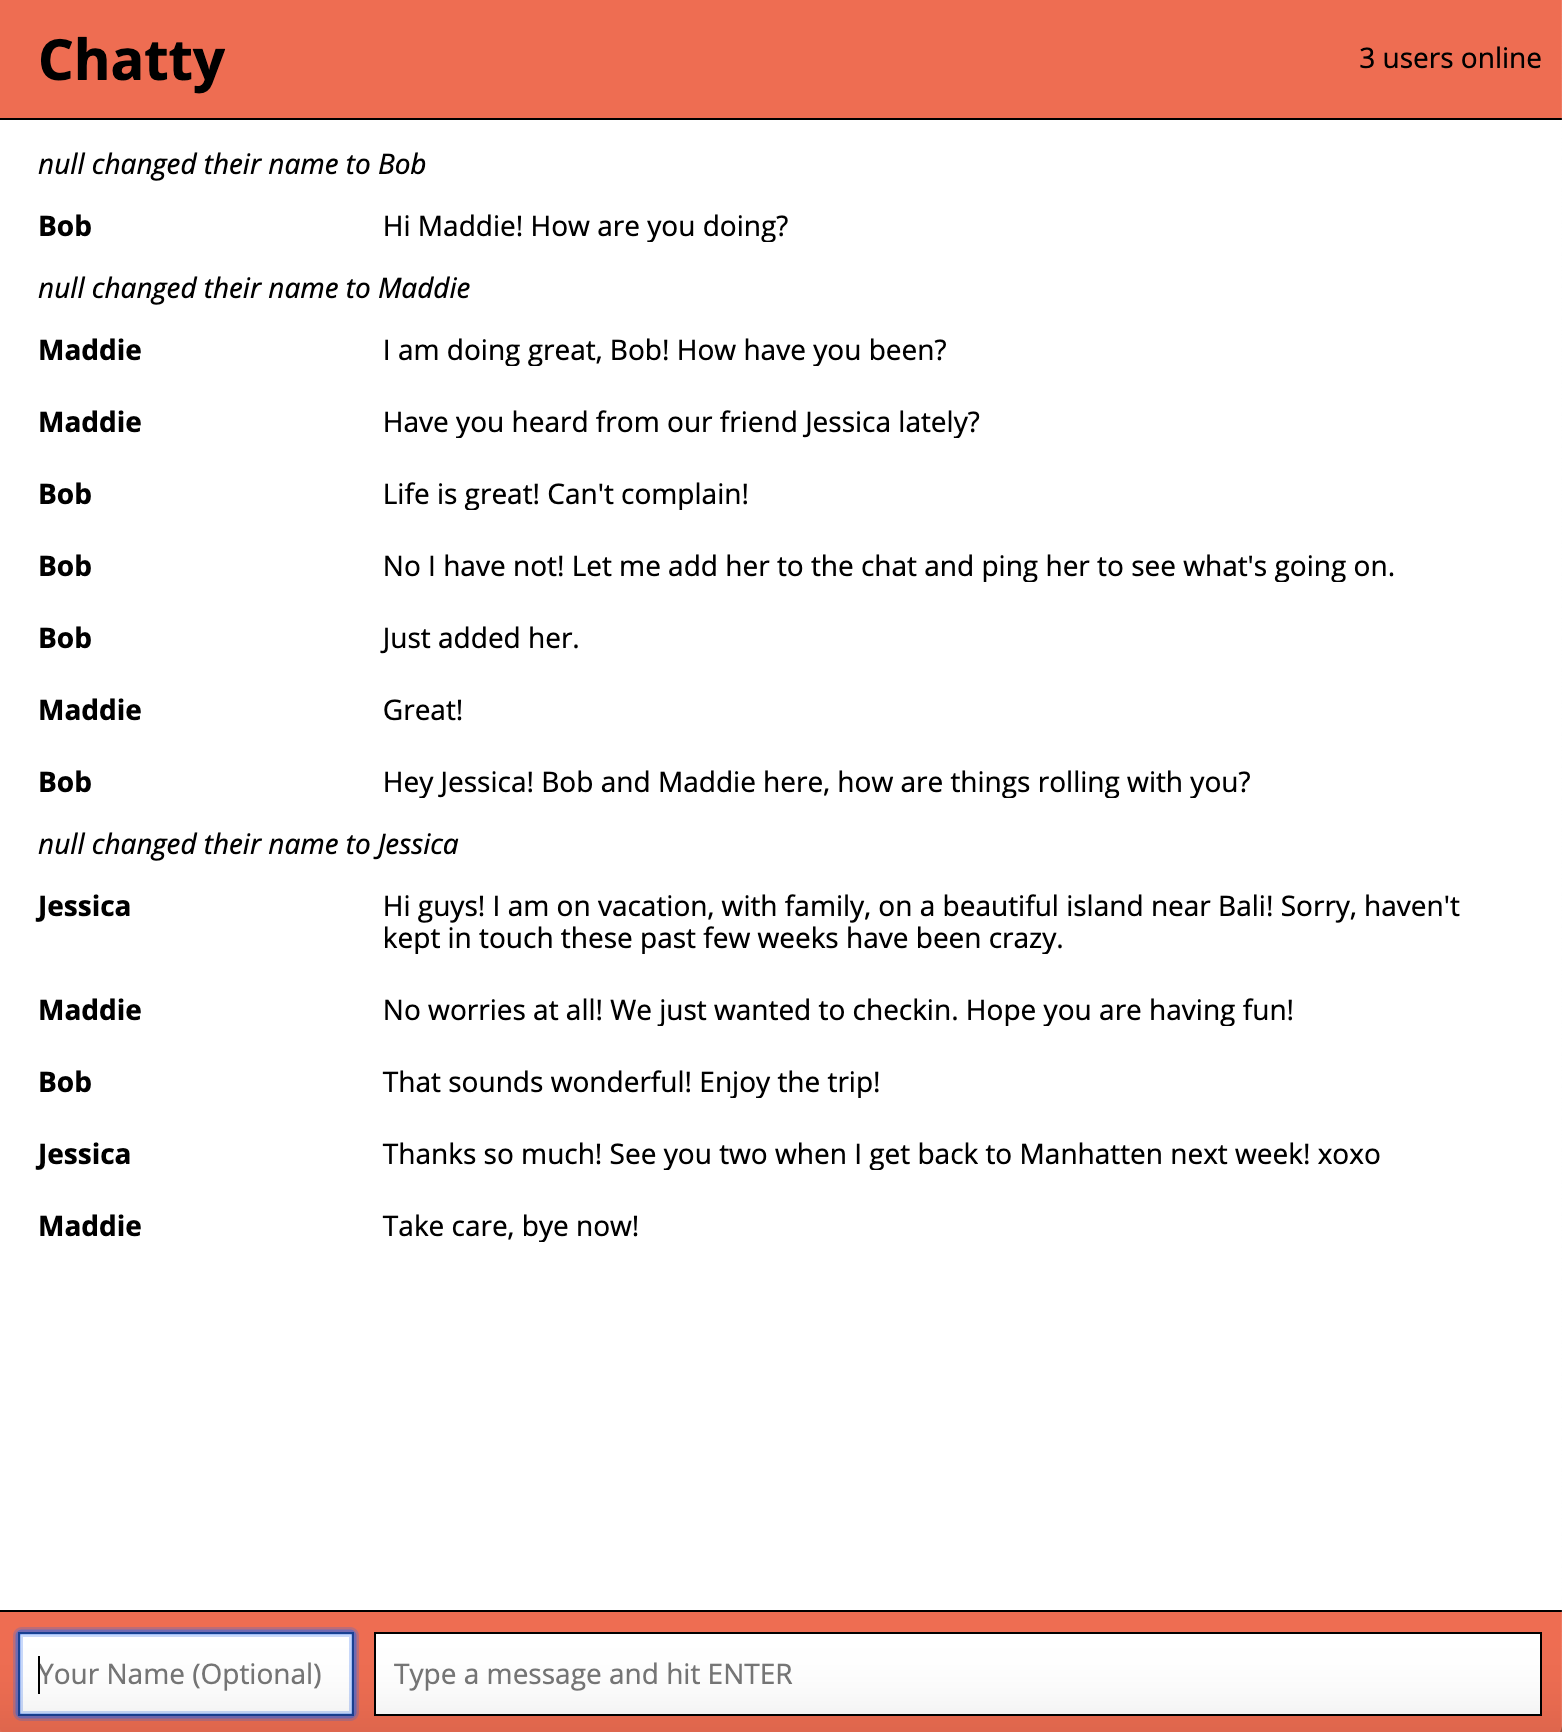 Chatty
3 users online
null changed their name to Bob
Bob Hi Maddie! How are you doing?
null changed their name to Maddie
Maddie I am doing great, Bob! How have you been?
Maddie Have you heard from our friend Jessica lately?
Bob Life is great! Can't complain!
Bob No I have not! Let me add her to the chat and ping her to see what's going on.
Bob Just added her.
Maddie Great!
Bob Hey Jessica! Bob and Maddie here, how are things rolling with you?
null changed their name to Jessica
Jessica Hi guys! I am on vacation, with family, on a beautiful island near Bali! Sorry, haven't
kept in touch these past few weeks have been crazy.
Maddie No worries at all! We just wanted to checkin. Hope you are having fun!
Bob That sounds wonderful! Enjoy the trip!
Jessica Thanks so much! See you two when I get back to Manhatten next week! xoxo
Maddie Take care, bye now!
Your Name (Optional)
Type a message and hit ENTER